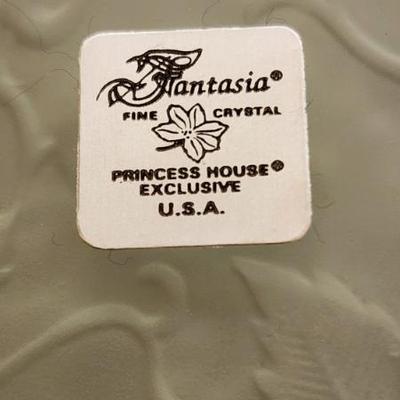 Fantasia®
FINE CRYSTAL
PRINCESS HOUSE®
EXCLUSIVE
U.S.A.